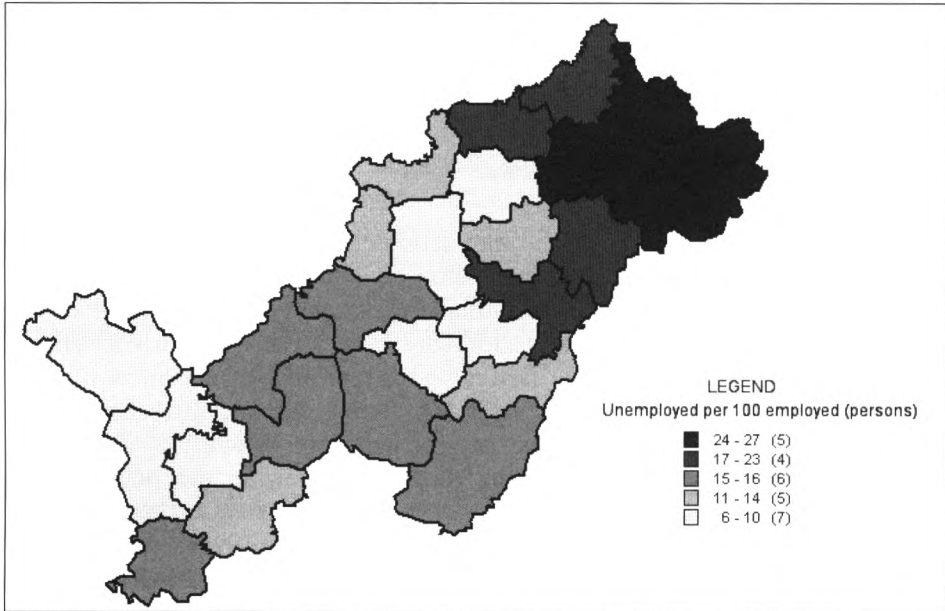 LEGEND
Unemployed per 100 employed (persons)
24 - 27 (5)
17 - 23 (4)
15 - 16 (6)
11 - 14 (5)
6 - 10 (7)